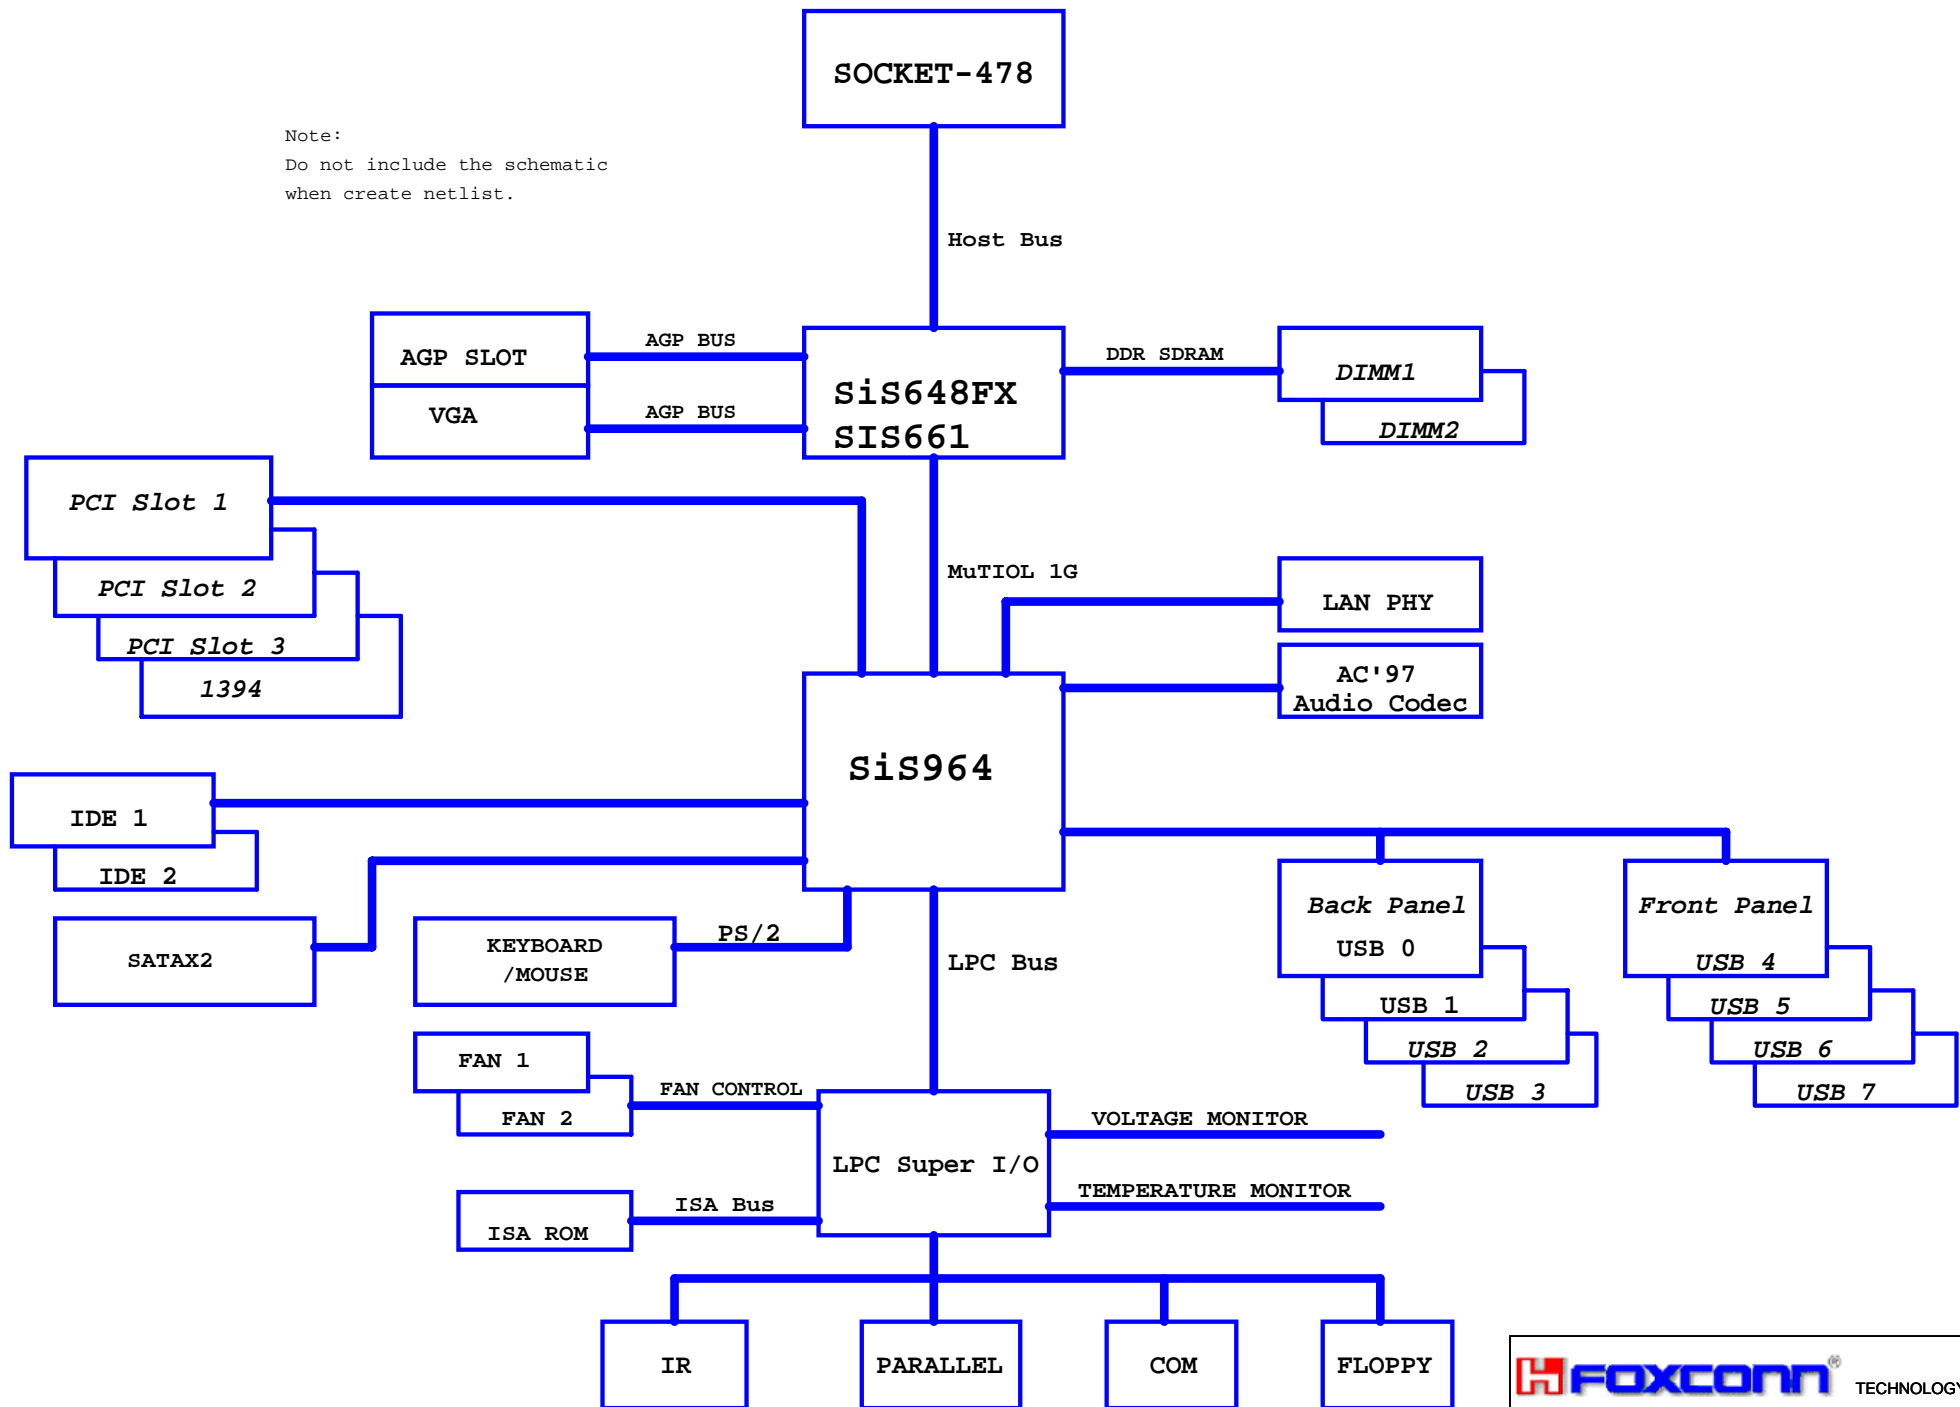 SOCKET-478
Note:
Do not include the schematic
when create netlist.
Host Bus
AGP SLOT
AGP BUS
VGA
AGP BUS
SiS648FX
SIS661
DDR SDRAM
DIMM1
DIMM2
PCI Slot 1
PCI Slot 2
PCI Slot 3
1394
MuTIOL 1G
LAN PHY
AC'97
Audio Codec
SiS964
IDE 1
IDE 2
SATAX2
KEYBOARD
/MOUSE
PS/2
LPC Bus
Back Panel
USB 0
USB 1
USB 2
USB 3
Front Panel
USB 4
USB 5
USB 6
USB 7
FAN 1
FAN 2
FAN CONTROL
LPC Super I/O
VOLTAGE MONITOR
TEMPERATURE MONITOR
ISA Bus
ISA ROM
IR
PARALLEL
COM
FLOPPY
FOXCONN®
TECHNOLOGY